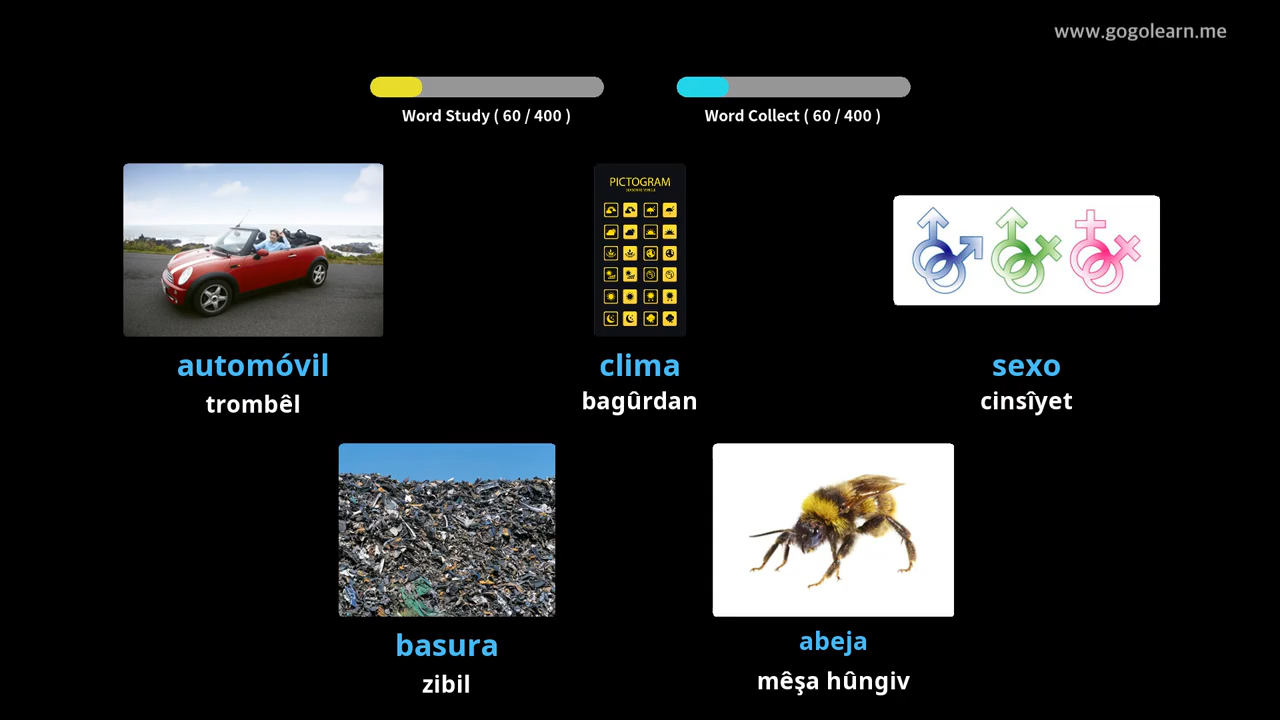 www.gogolearn.me
Word Study ( 60 / 400 )
Word Collect ( 60 / 400 )
PICTOGRAM
automóvil
clima
sexo
trombêl
bagûrdan
cinsîyet
basura
abeja
zibil
mêşa hûngiv